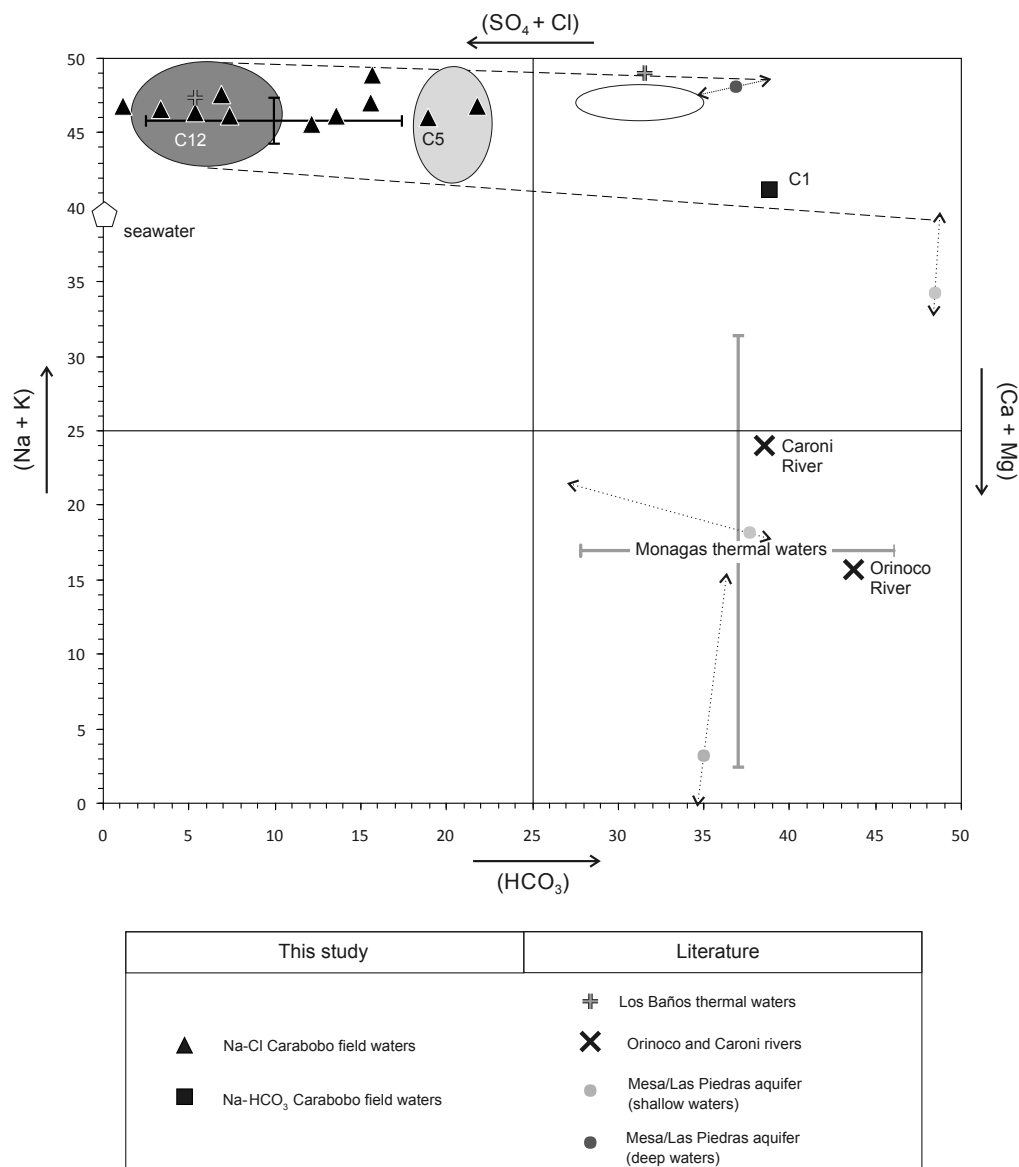 (SO₄ + Cl)
50
45
40
35
30
25
20
15
10
5
0
C12
C5
C1
seawater
(Na + K)
(Ca + Mg)
Caroni
River
Monagas thermal waters
Orinoco
River
0 5 10 15 20 25 30 35 40 45 50
(HCO₃)
This study Literature
Los Baños thermal waters
Na-Cl Carabobo field waters
Orinoco and Caroni rivers
Na-HCO₃ Carabobo field waters
Mesa/Las Piedras aquifer
(shallow waters)
Mesa/Las Piedras aquifer
(deep waters)